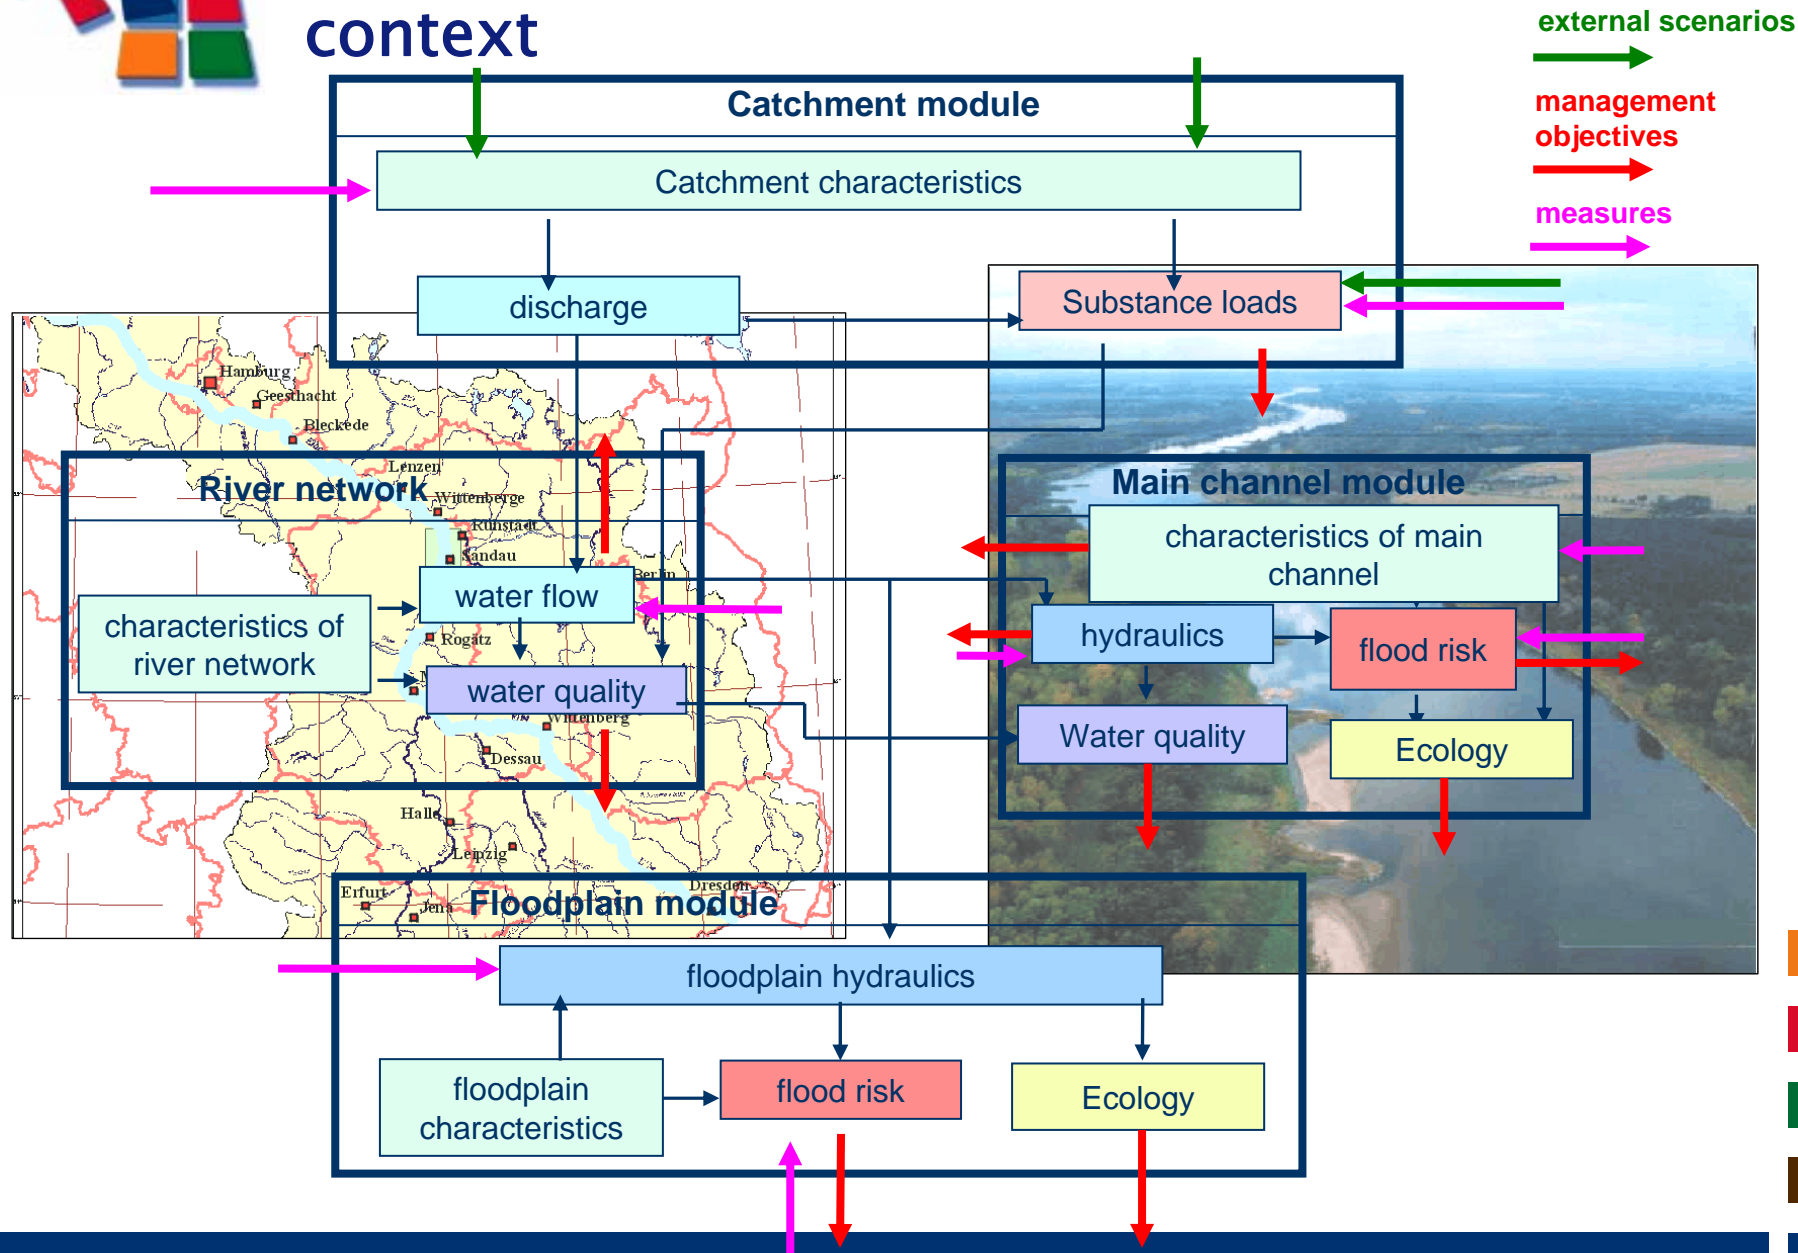 context
external scenarios
management
objectives
measures
Catchment module
Catchment characteristics
discharge
Substance loads
Hamburg
Geesthacht
Bleckede
Lenzen
Wittenberge
Sandau
Berlin
Rogatz
Wittenberg
Dessau
Halle
Leipzig
Erfurt
Jena
Dresden
River network
water flow
characteristics of
river network
water quality
Main channel module
characteristics of main
channel
hydraulics
flood risk
Water quality
Ecology
Floodplain module
floodplain hydraulics
floodplain
characteristics
flood risk
Ecology